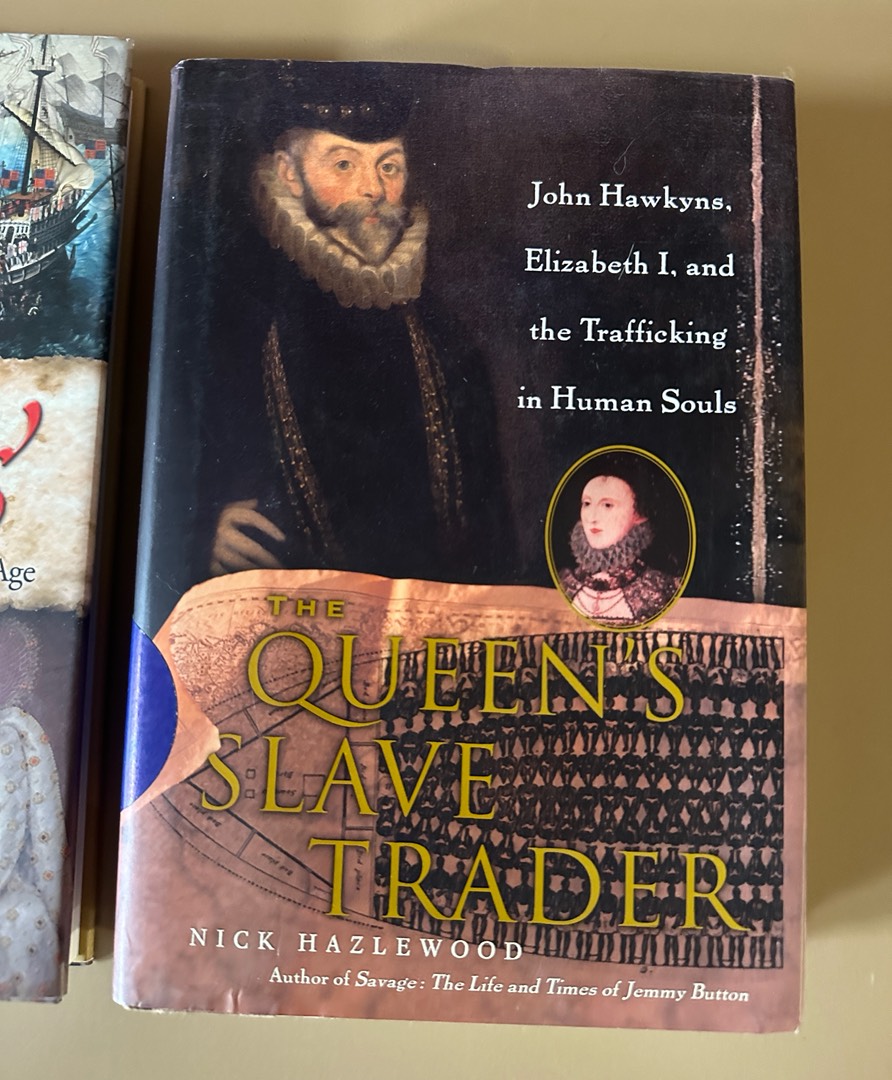 John Hawkyns,
Elizabeth I, and
the Trafficking
in Human Souls
THE
QUEEN'S
SLAVE
TRADER
NICK HAZLEWOOD
Author of Savage: The Life and Times of Jemmy Button
Age